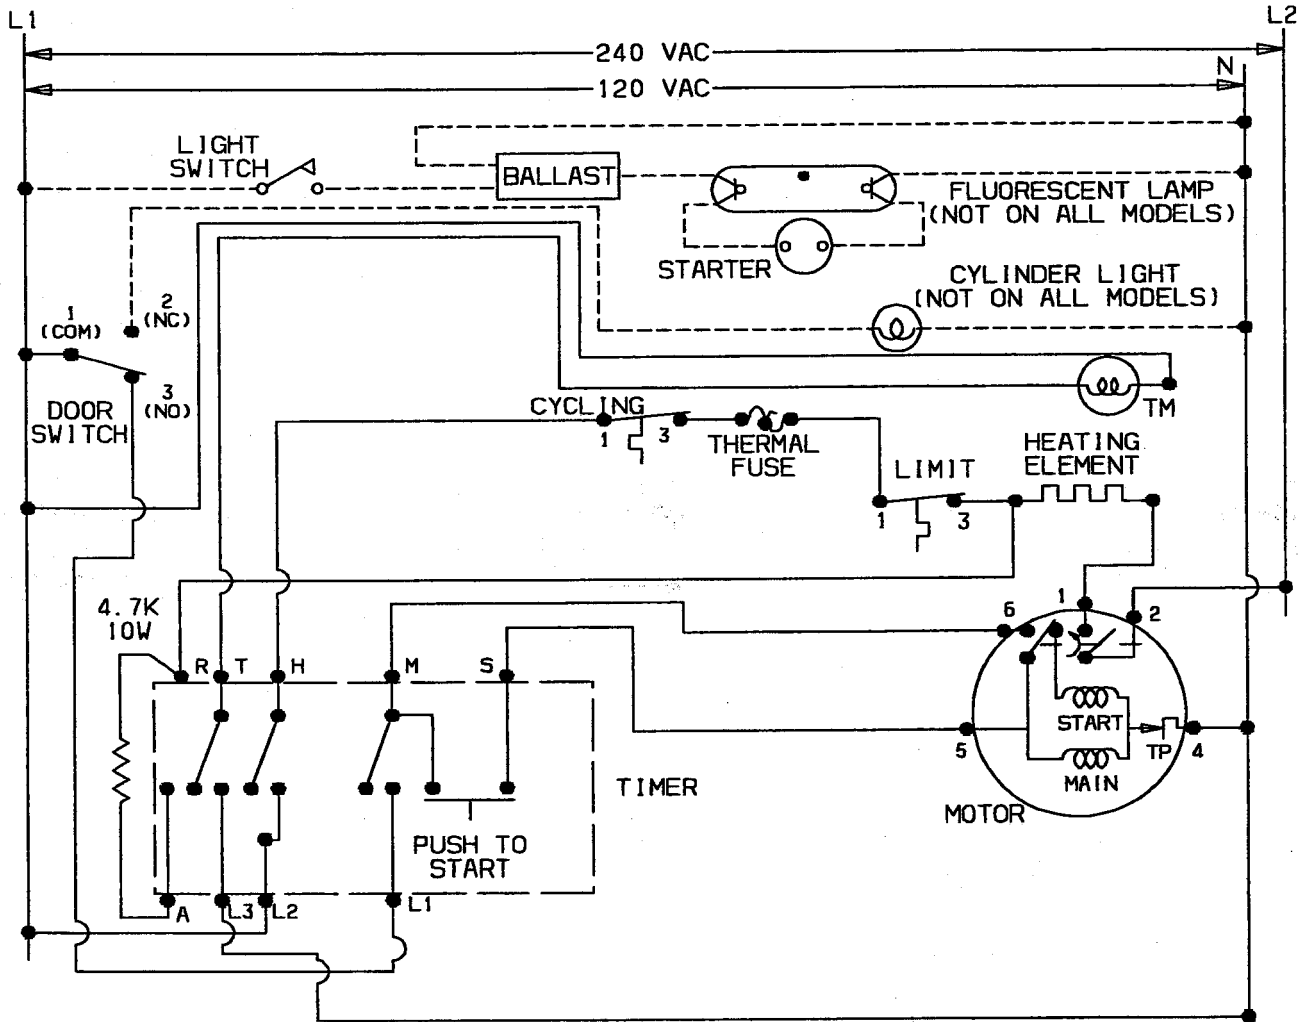 L1
L2
240 VAC
N
120 VAC
LIGHT
SWITCH
BALLAST
FLUORESCENT LAMP
(NOT ON ALL MODELS)
STARTER
CYLINDER LIGHT
(NOT ON ALL MODELS)
1
(COM)
2
(NC)
3
(NO)
DOOR
SWITCH
TM
CYCLING
1
3
THERMAL
FUSE
LIMIT
1
3
HEATING
ELEMENT
4.7K
10W
R
T
H
M
S
6
1
2
START
5
TP
4
MAIN
MOTOR
TIMER
PUSH TO
START
A
L3
L2
L1